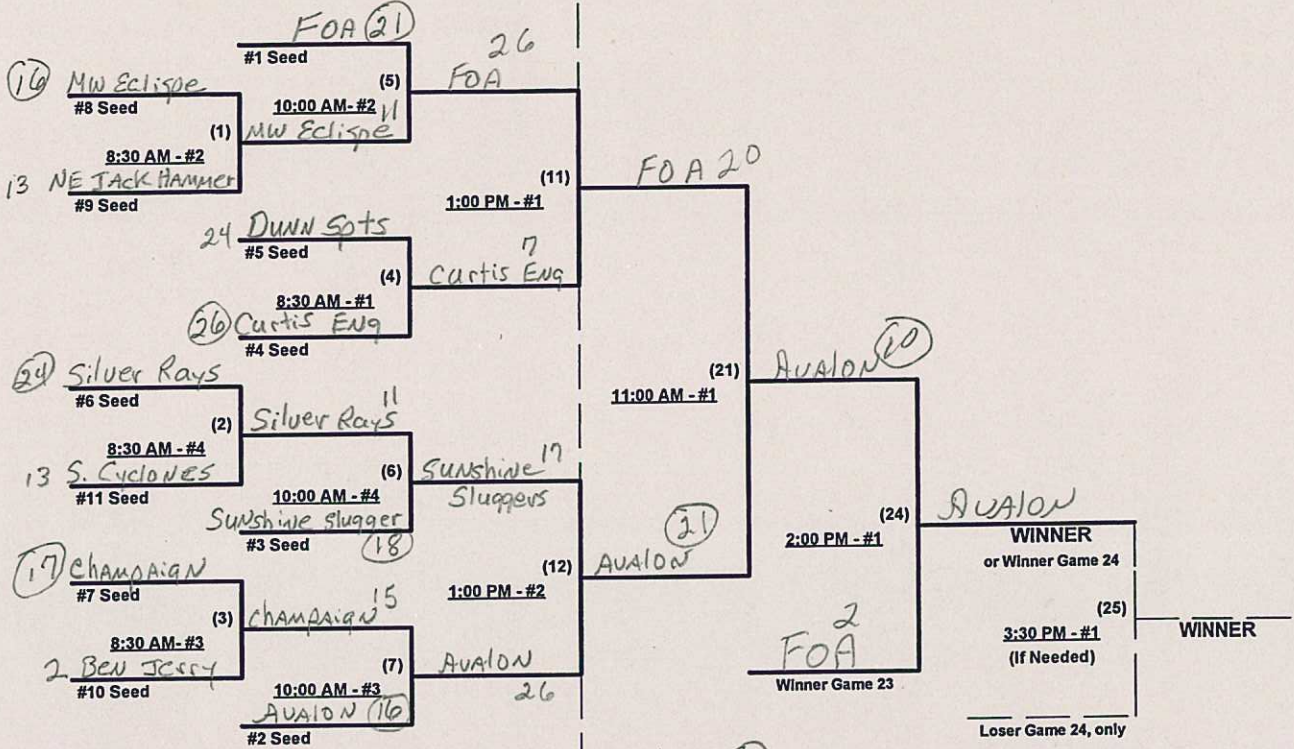 FOA 21
#1 Seed
16 MW Eclipse
#8 Seed
(5)
10:00 AM- #2
26
FOA
(1)
8:30 AM - #2
MW Eclipse 11
13 NE JACK HAMMER
#9 Seed
(11)
1:00 PM - #1
FOA 20
24 DUNN Spts
#5 Seed
(4)
8:30 AM - #1
7
Curtis ENG
26 Curtis ENG
#4 Seed
24 Silver Rays
#6 Seed
(21)
11:00 AM - #1
AVALON 10
(2)
8:30 AM - #4
Silver Rays 11
13 S. CYCLONES
#11 Seed
(6)
10:00 AM - #4
SUNShine 17
Sluggers
SUNShine slugger
#3 Seed
18
(24)
2:00 PM - #1
AVALON
WINNER
or Winner Game 24
17 CHAMPAIGN
#7 Seed
(12)
1:00 PM - #2
AVALON 21
(3)
8:30 AM- #3
CHAMPAIGN 15
2 BEN JERRY
#10 Seed
(7)
10:00 AM - #3
AVALON
26
AVALON 16
#2 Seed
2
FOA
Winner Game 23
(25)
3:30 PM - #1
(If Needed)
WINNER
Loser Game 24, only